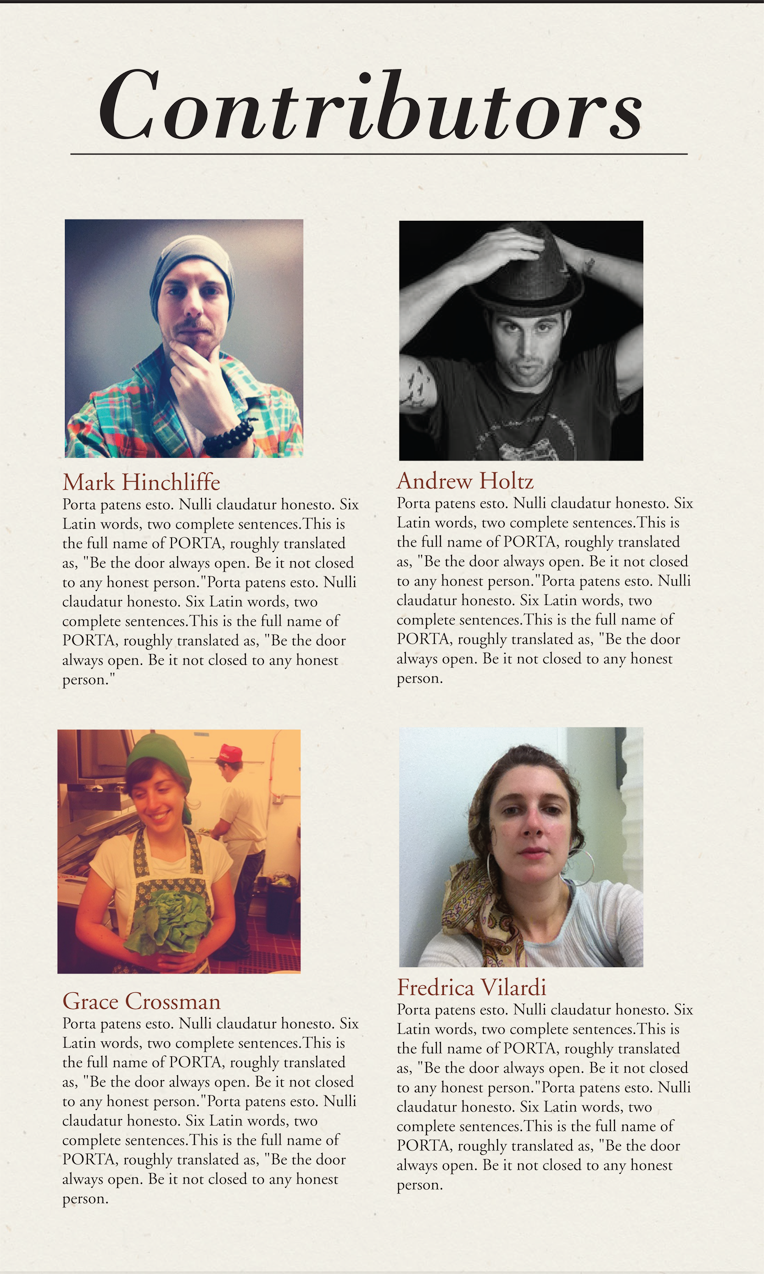 Contributors
Mark Hinchliffe
Porta patens esto. Nulli claudatur honesto. Six
Latin words, two complete sentences.This is
the full name of PORTA, roughly translated
as, "Be the door always open. Be it not closed
to any honest person."Porta patens esto. Nulli
claudatur honesto. Six Latin words, two
complete sentences.This is the full name of
PORTA, roughly translated as, "Be the door
always open. Be it not closed to any honest
person."
Andrew Holtz
Porta patens esto. Nulli claudatur honesto. Six
Latin words, two complete sentences.This is
the full name of PORTA, roughly translated
as, "Be the door always open. Be it not closed
to any honest person."Porta patens esto. Nulli
claudatur honesto. Six Latin words, two
complete sentences.This is the full name of
PORTA, roughly translated as, "Be the door
always open. Be it not closed to any honest
person.
Grace Crossman
Porta patens esto. Nulli claudatur honesto. Six
Latin words, two complete sentences.This is
the full name of PORTA, roughly translated
as, "Be the door always open. Be it not closed
to any honest person."Porta patens esto. Nulli
claudatur honesto. Six Latin words, two
complete sentences.This is the full name of
PORTA, roughly translated as, "Be the door
always open. Be it not closed to any honest
person.
Fredrica Vilardi
Porta patens esto. Nulli claudatur honesto. Six
Latin words, two complete sentences.This is
the full name of PORTA, roughly translated
as, "Be the door always open. Be it not closed
to any honest person."Porta patens esto. Nulli
claudatur honesto. Six Latin words, two
complete sentences.This is the full name of
PORTA, roughly translated as, "Be the door
always open. Be it not closed to any honest
person.